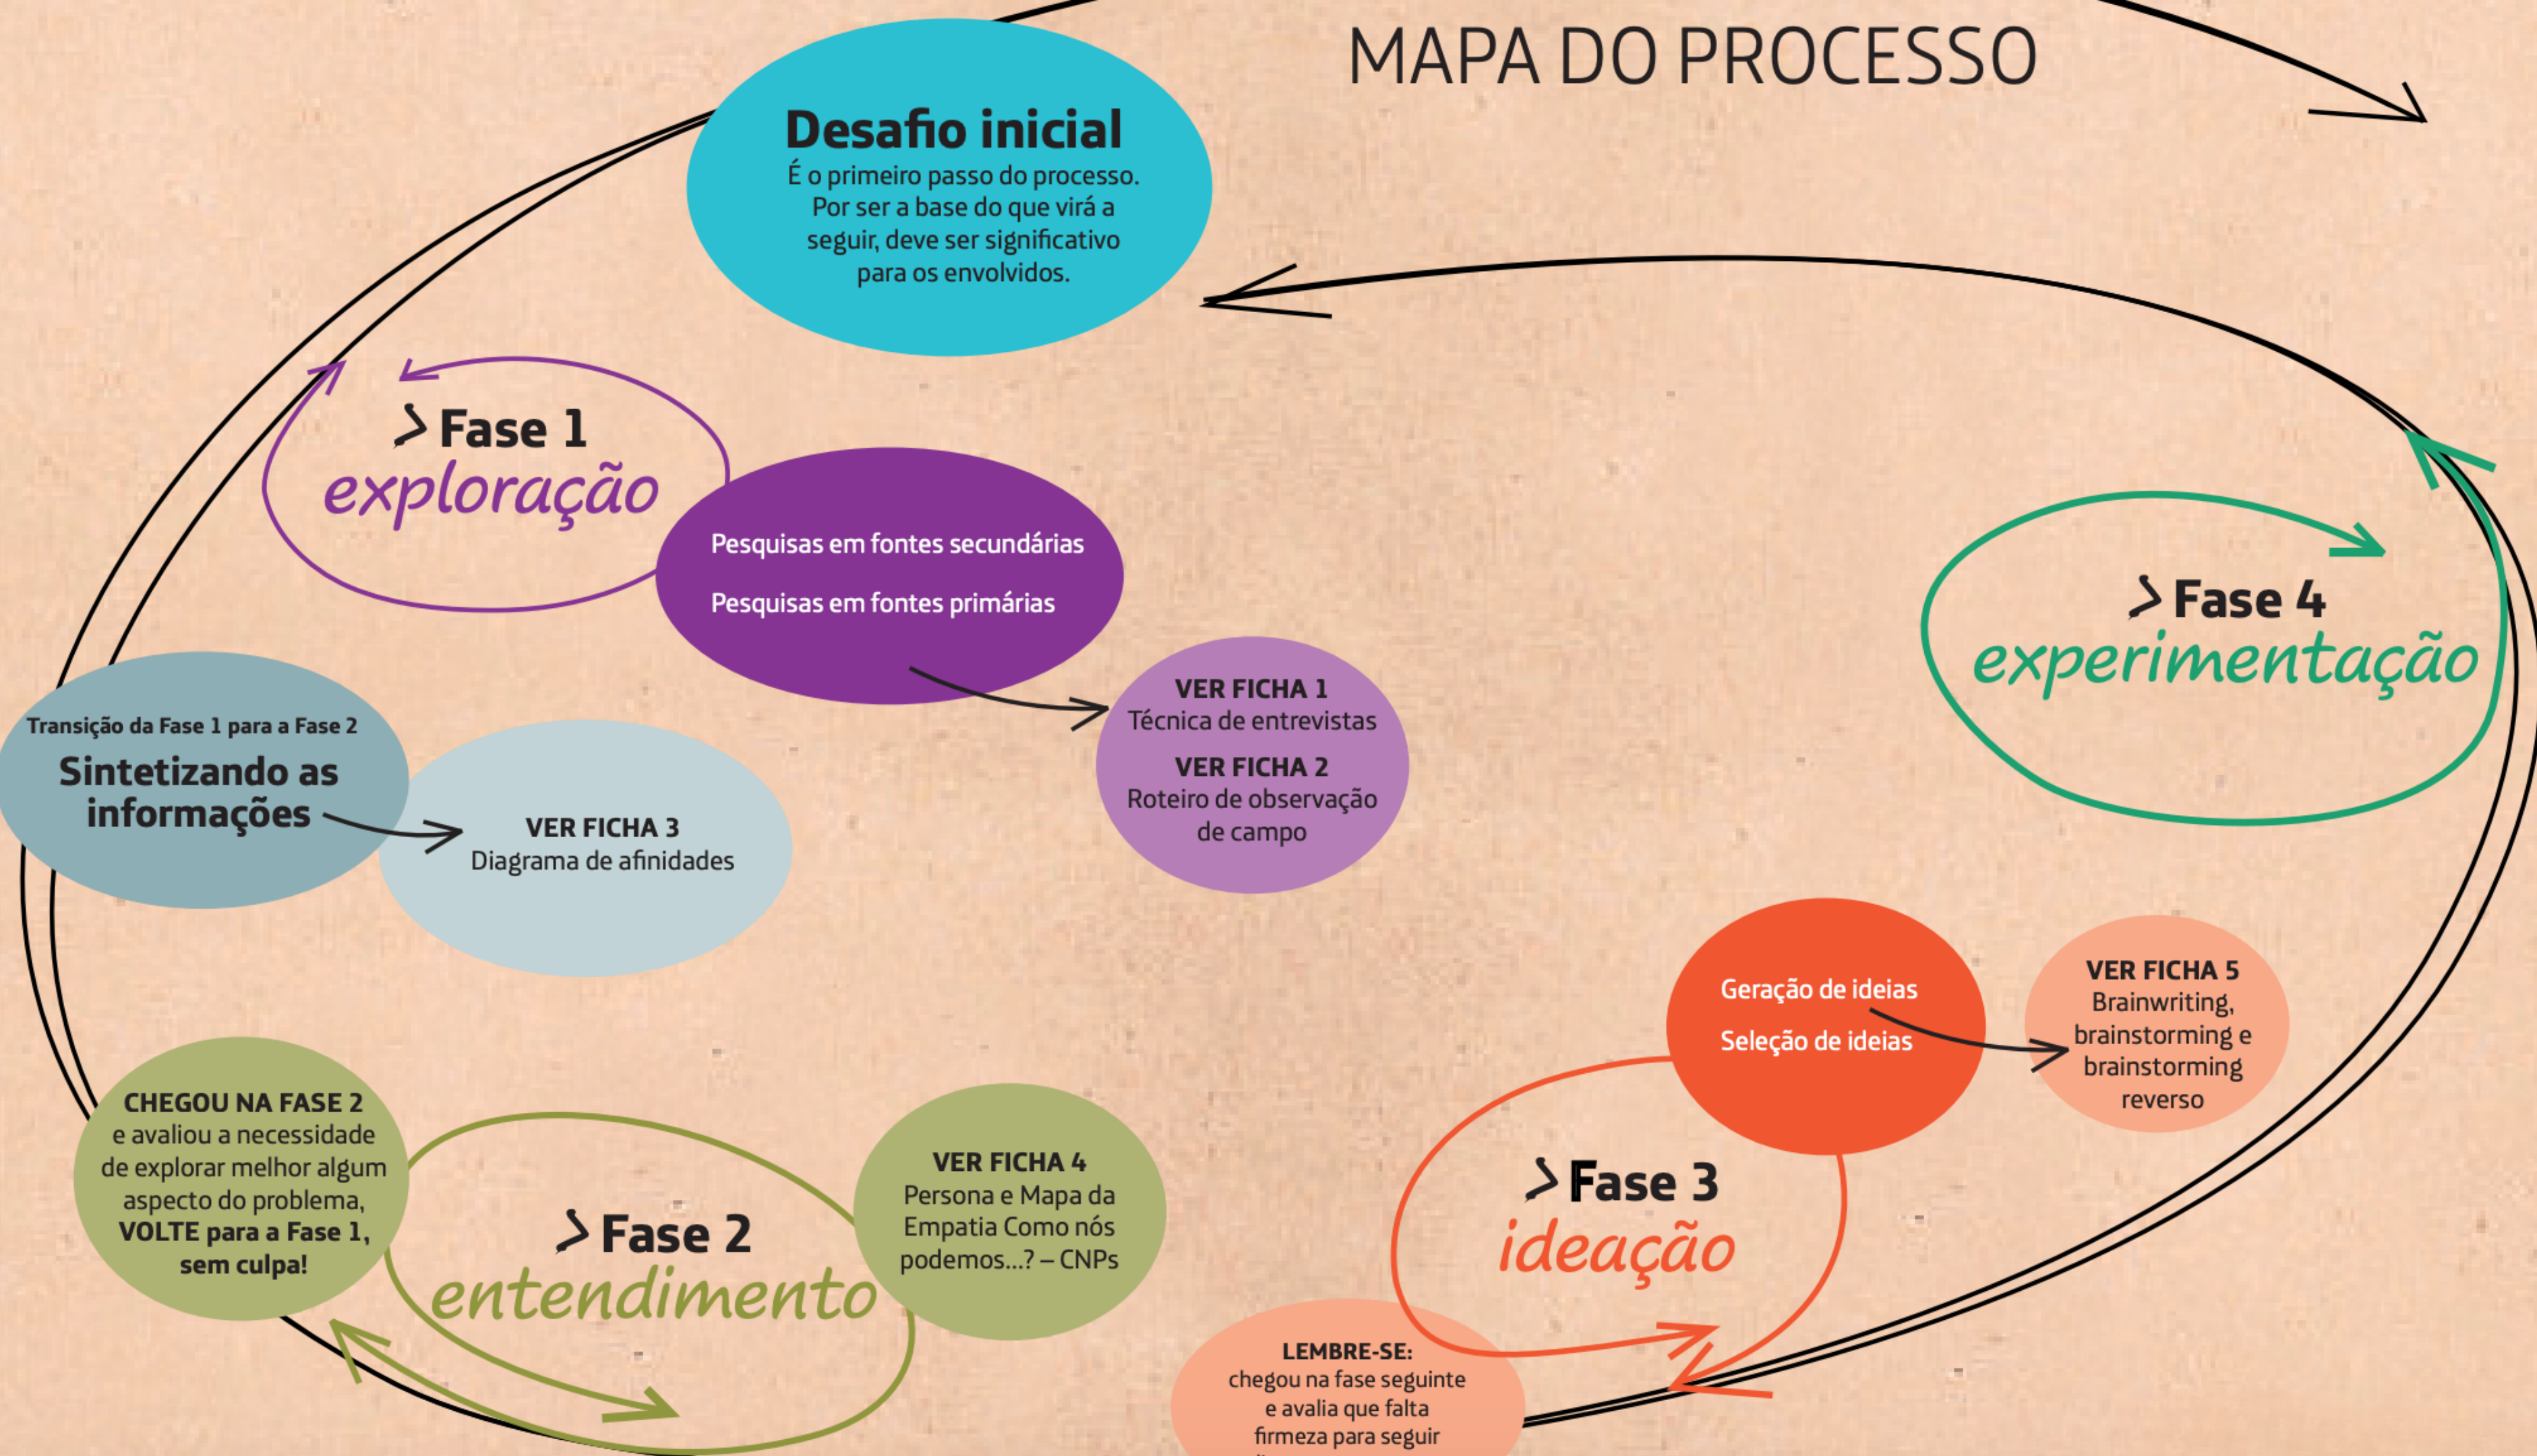 MAPA DO PROCESSO
Desafio inicial
É o primeiro passo do processo.
Por ser a base do que virá a
seguir, deve ser significativo
para os envolvidos.
> Fase 1
exploração
Pesquisas em fontes secundárias
Pesquisas em fontes primárias
VER FICHA 1
Técnica de entrevistas
VER FICHA 2
Roteiro de observação
de campo
Transição da Fase 1 para a Fase 2
Sintetizando as
informações
VER FICHA 3
Diagrama de afinidades
CHEGOU NA FASE 2
e avaliou a necessidade
de explorar melhor algum
aspecto do problema,
VOLTE para a Fase 1,
sem culpa!
> Fase 2
entendimento
VER FICHA 4
Persona e Mapa da
Empatia Como nós
podemos...? – CNPs
> Fase 3
ideação
Geração de ideias
Seleção de ideias
VER FICHA 5
Brainwriting,
brainstorming e
brainstorming
reverso
LEMBRE-SE:
chegou na fase seguinte
e avalia que falta
firmeza para seguir
> Fase 4
experimentação